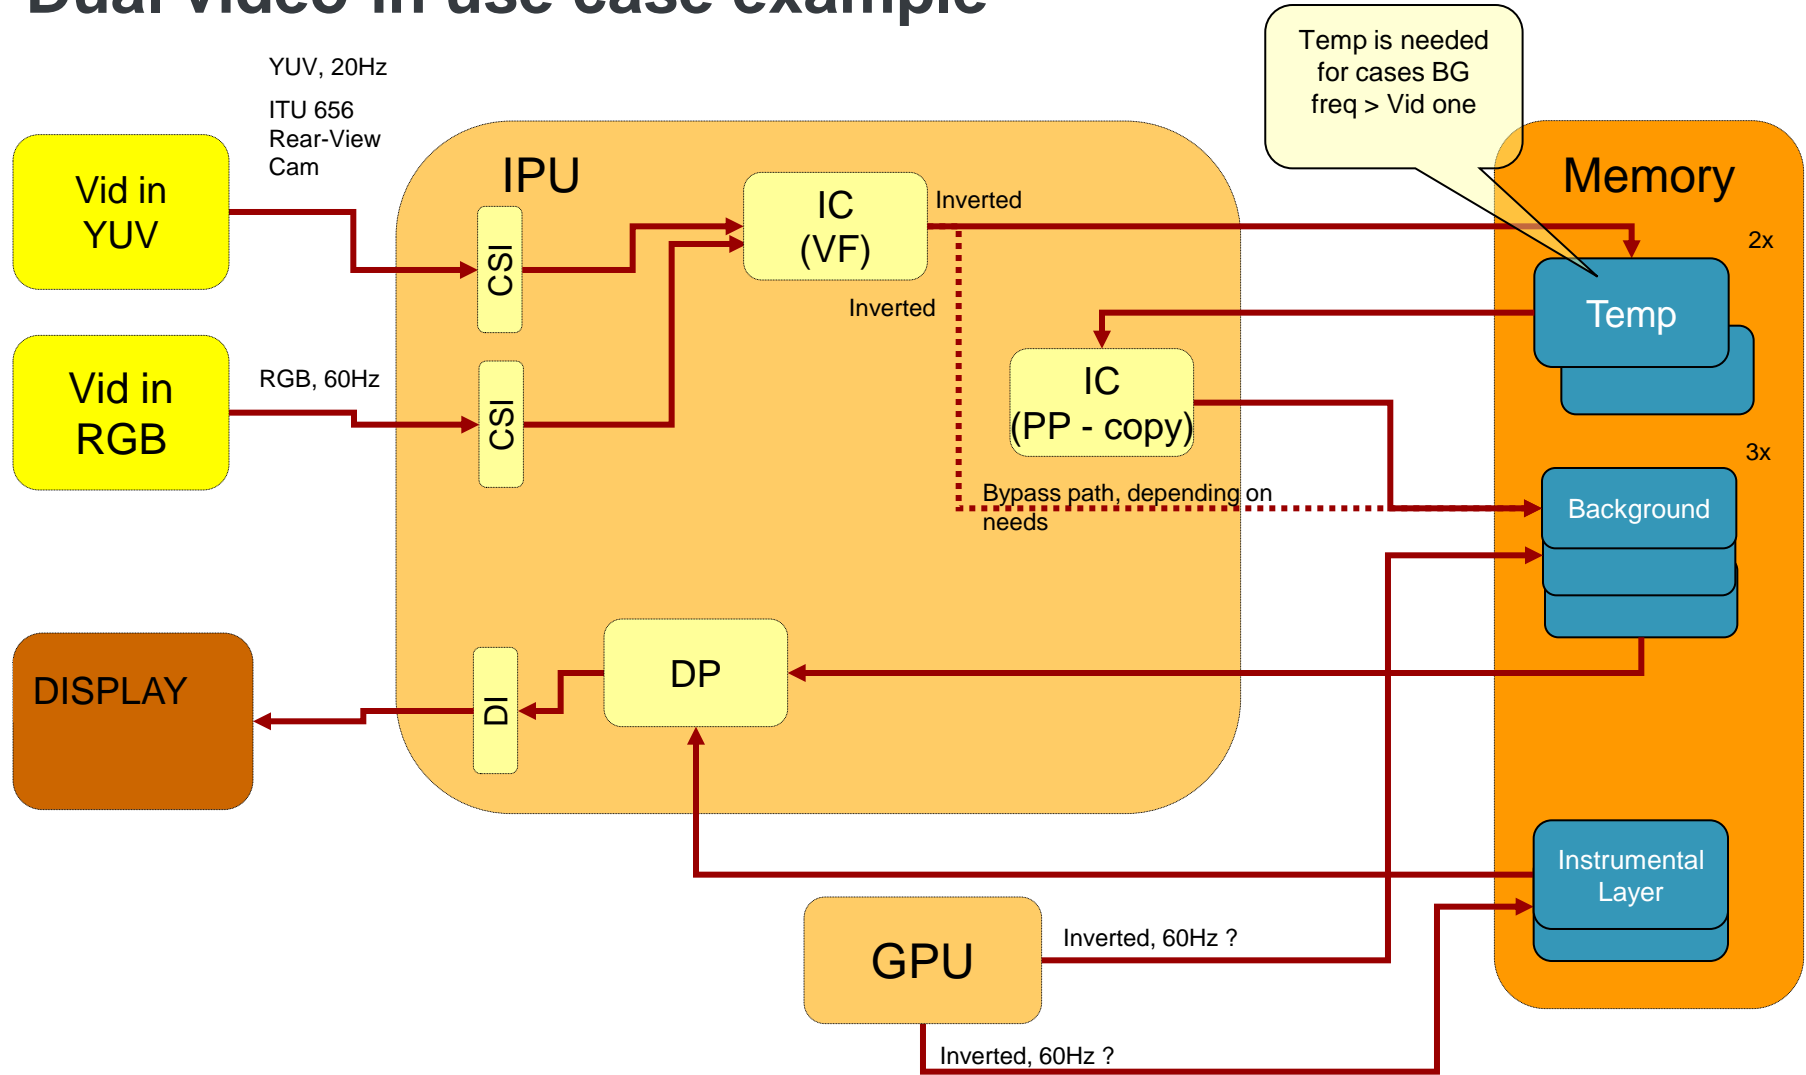 Dual video in use case example
Temp is needed
for cases BG
freq > Vid one
YUV, 20Hz
ITU 656
Rear-View
Cam
Vid in
YUV
IPU
CSI
IC
(VF)
Inverted
Inverted
Memory
2x
Temp
Vid in
RGB
RGB, 60Hz
CSI
IC
(PP - copy)
3x
Bypass path, depending on
needs
Background
DISPLAY
DI
DP
Instrumental
Layer
GPU
Inverted, 60Hz ?
Inverted, 60Hz ?